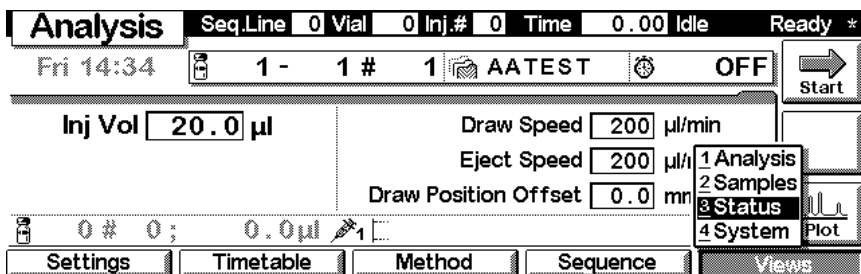 Analysis Seq.Line 0 Vial 0 Inj.# 0 Time 0.00 Idle Ready *
Fri 14:34 1 - 1 # 1 AATEST OFF
Start
Inj Vol 20.0 µl Draw Speed 200 µl/min
Eject Speed 200 µl/
Draw Position Offset 0.0
1 Analysis
2 Samples
3 Status
4 System
Plot
0 # 0 ; 0.0µl 1
Settings Timetable Method Sequence Views